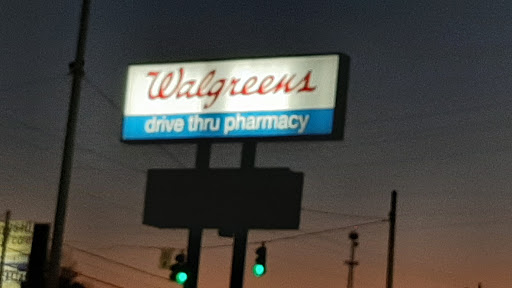 Walgreens
drive thru pharmacy